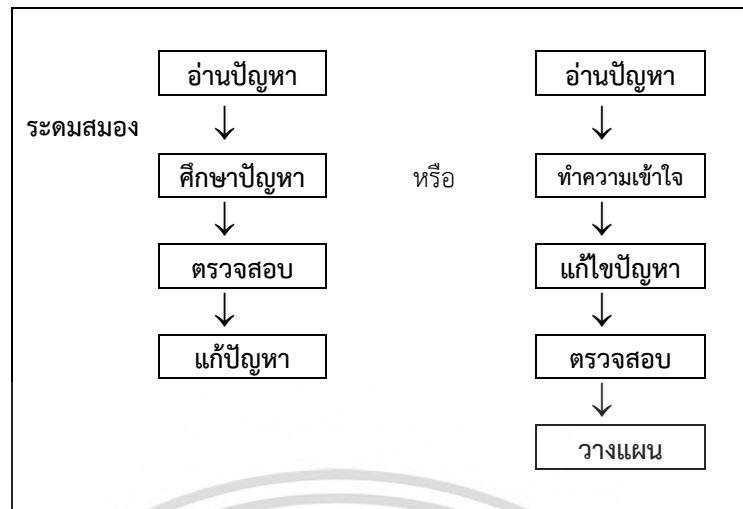 อ่านปัญหา อ่านปัญหา
ระดมสมอง
ศึกษาปัญหา หรือ ทำความเข้าใจ
ตรวจสอบ แก้ไขปัญหา
แก้ปัญหา ตรวจสอบ
วางแผน